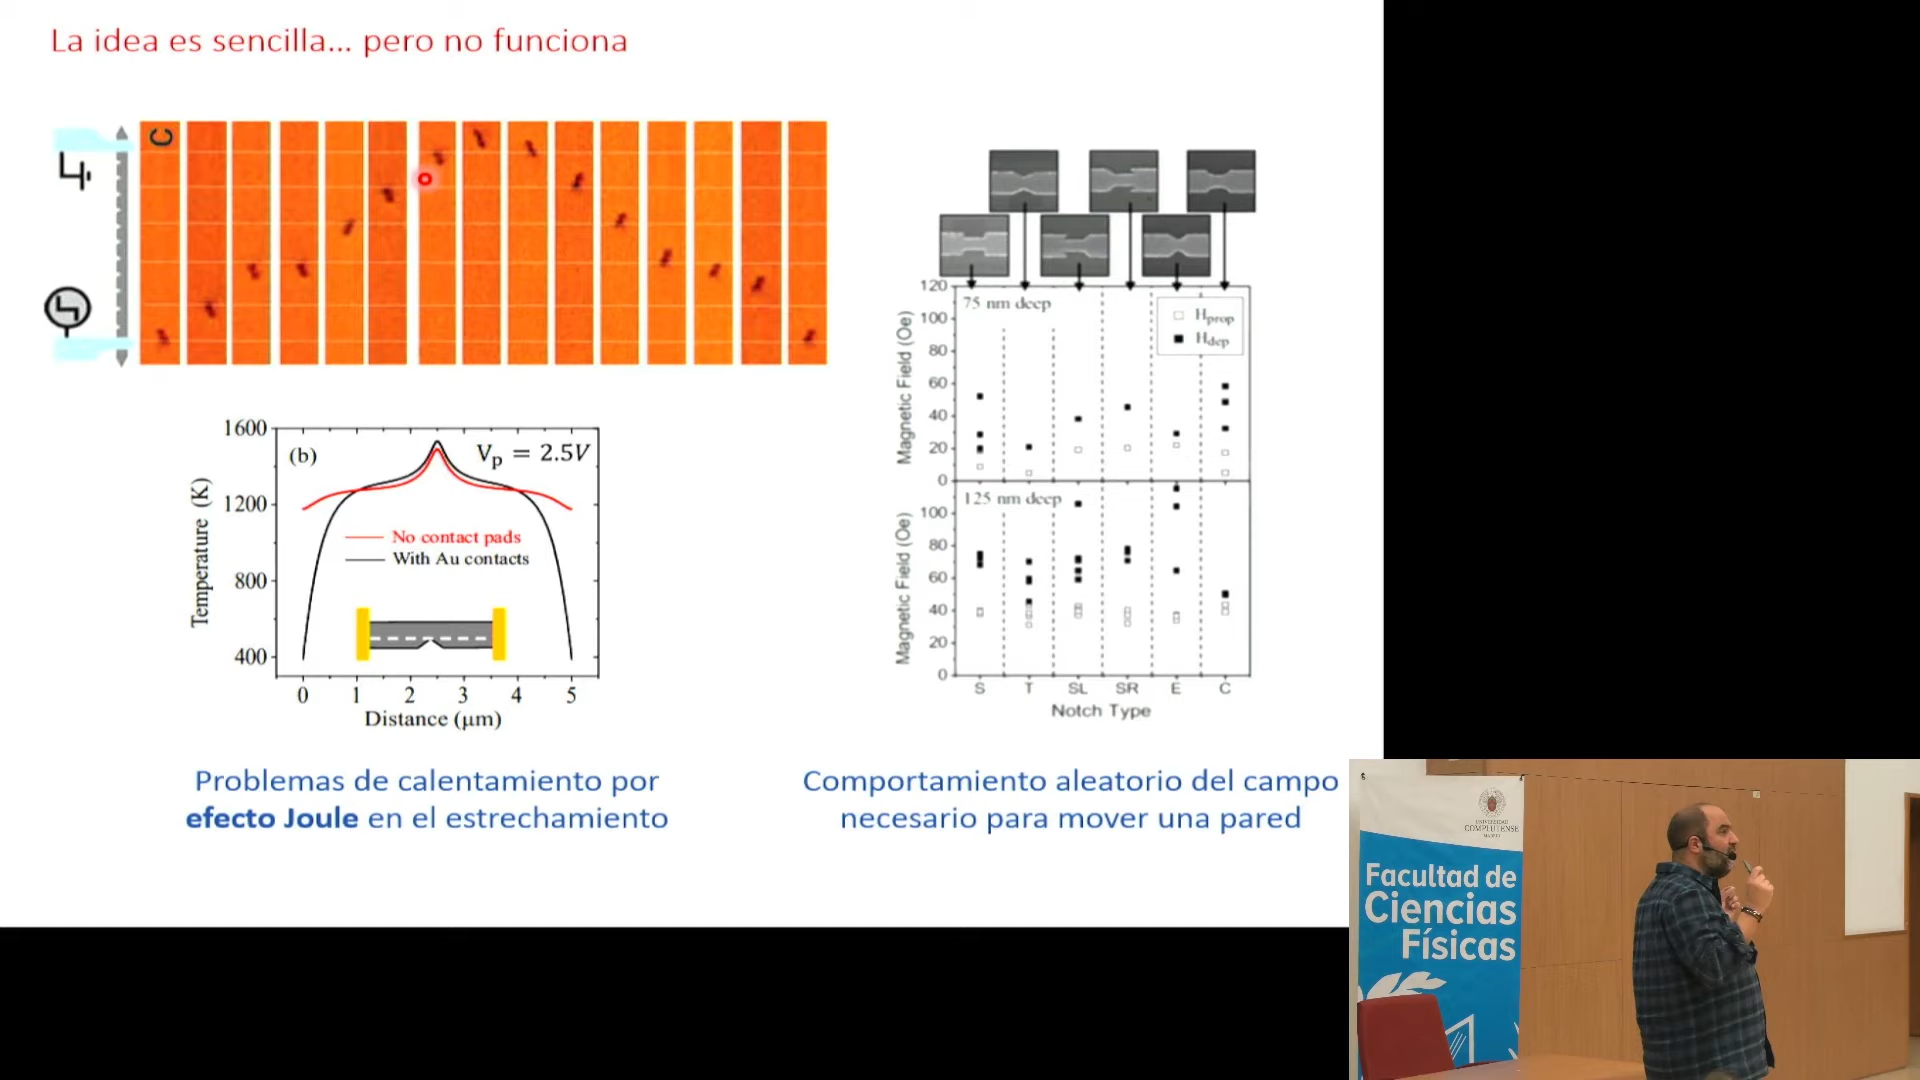 La idea es sencilla... pero no funciona
C
1600
1200
800
400
Temperature (K)
(b)
Vp = 2.5V
No contact pads
With Au contacts
0 1 2 3 4 5
Distance (μm)
Problemas de calentamiento por
efecto Joule en el estrechamiento
120
100
80
60
40
20
0
Magnetic Field (Oe)
75 nm deep
Hprop
Hdep
100
80
60
40
20
0
Magnetic Field (Oe)
125 nm deep
S T SL SR E C
Notch Type
Comportamiento aleatorio del campo
necesario para mover una pared
UNIVERSIDAD
COMPLUTENSE
MADRID
Facultad de
Ciencias
Físicas